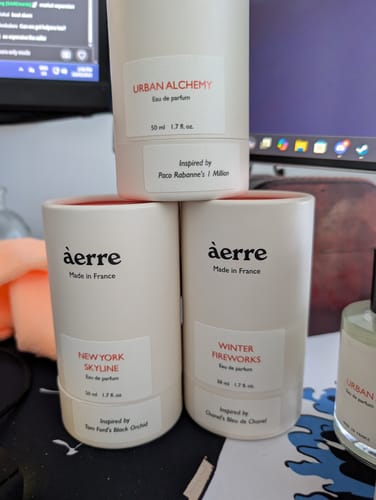 URBAN ALCHEMY
Eau de parfum
50 ml 1.7 fl. oz.
Inspired by
Paco Rabanne's 1 Million
àerre
Made in France
NEW YORK
SKYLINE
Eau de parfum
50 ml 1.7 fl. oz
Inspired by
Tom Ford's Black Orchid
àerre
Made in France
WINTER
FIREWORKS
Eau de parfum
50 ml 1.7 fl. oz.
Inspired by
Chanel's Bleu de Chanel
URBAN